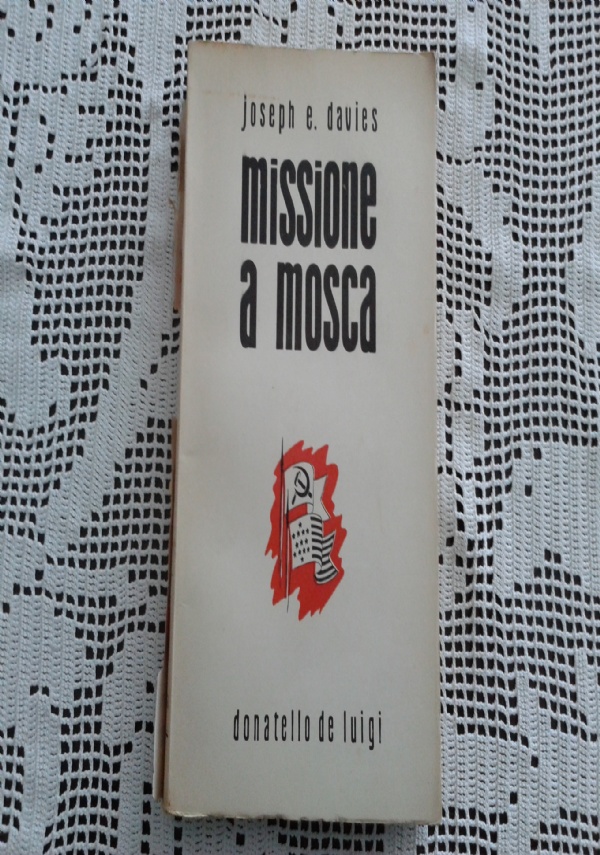 joseph e. davies
missione
a mosca
donatello de luigi